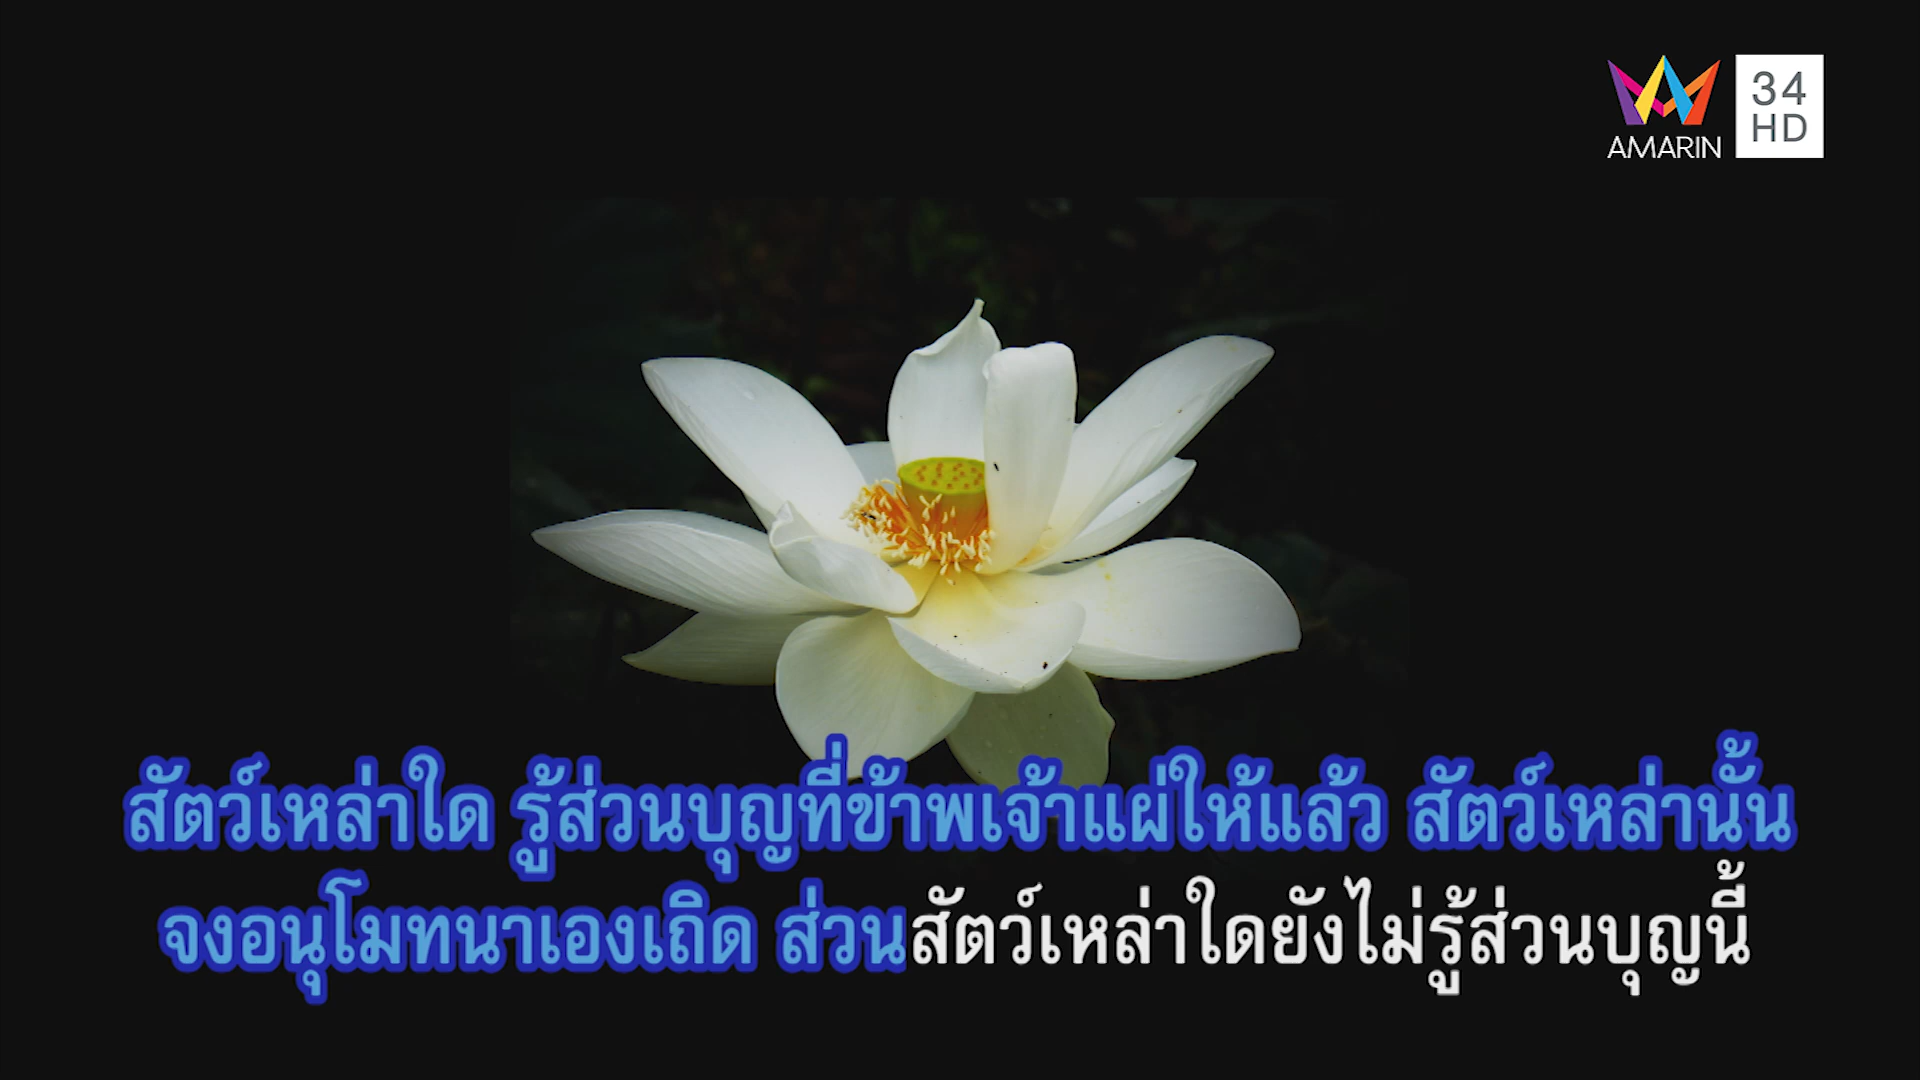 AMARIN
34
HD
สัตว์เหล่าใด รู้ส่วนบุญที่ข้าพเจ้าแผ่ให้แล้ว สัตว์เหล่านั้น
จงอนุโมทนาเองเถิด ส่วนสัตว์เหล่าใดยังไม่รู้ส่วนบุญนี้